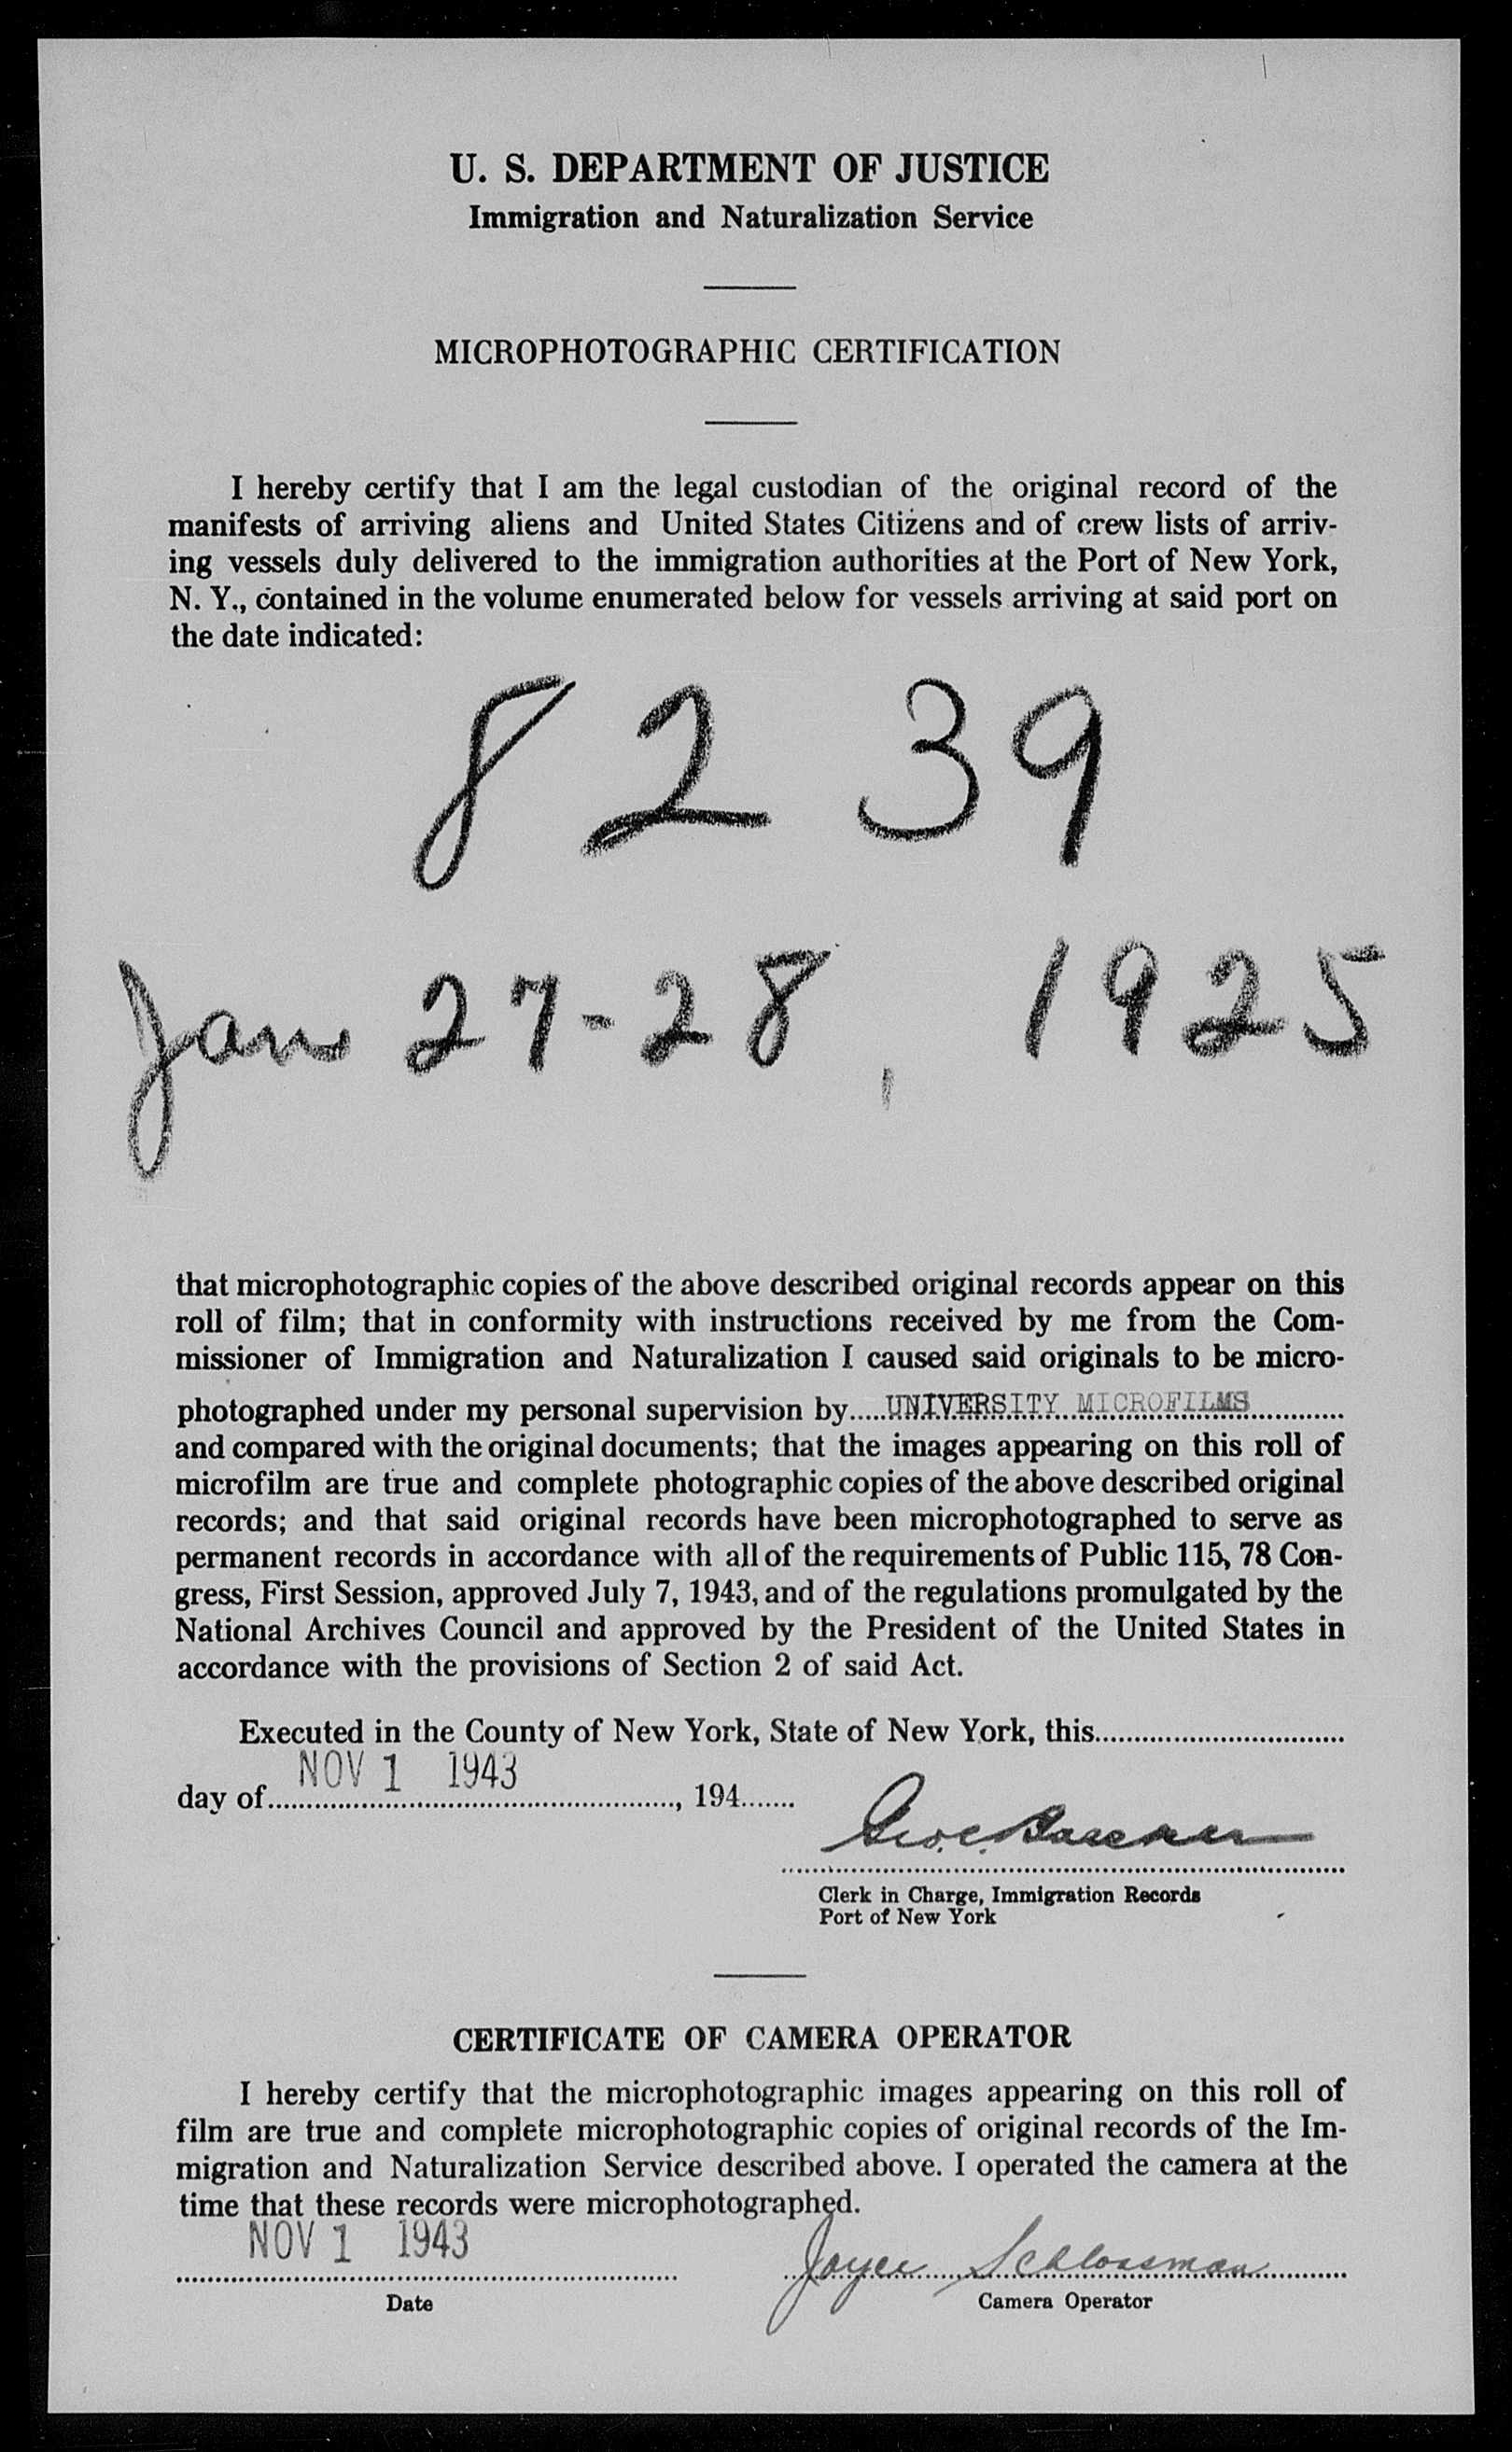 U. S. DEPARTMENT OF JUSTICE
Immigration and Naturalization Service
MICROPHOTOGRAPHIC CERTIFICATION
I hereby certify that I am the legal custodian of the original record of the
manifests of arriving aliens and United States Citizens and of crew lists of arriv-
ing vessels duly delivered to the immigration authorities at the Port of New York,
N. Y., contained in the volume enumerated below for vessels arriving at said port on
the date indicated:
8239
Jan 27-28, 1925
that microphotographic copies of the above described original records appear on this
roll of film; that in conformity with instructions received by me from the Com-
missioner of Immigration and Naturalization I caused said originals to be micro-
photographed under my personal supervision by.....UNIVERSITY MICROFILMS
and compared with the original documents; that the images appearing on this roll of
microfilm are true and complete photographic copies of the above described original
records; and that said original records have been microphotographed to serve as
permanent records in accordance with all of the requirements of Public 115, 78 Con-
gress, First Session, approved July 7, 1943, and of the regulations promulgated by the
National Archives Council and approved by the President of the United States in
accordance with the provisions of Section 2 of said Act.
Executed in the County of New York, State of New York, this
NOV 1 1943
day of , 194
Clerk in Charge, Immigration Records
Port of New York
CERTIFICATE OF CAMERA OPERATOR
I hereby certify that the microphotographic images appearing on this roll of
film are true and complete microphotographic copies of original records of the Im-
migration and Naturalization Service described above. I operated the camera at the
time that these records were microphotographed.
NOV 1 1943 Joyce Schlossman
Date Camera Operator